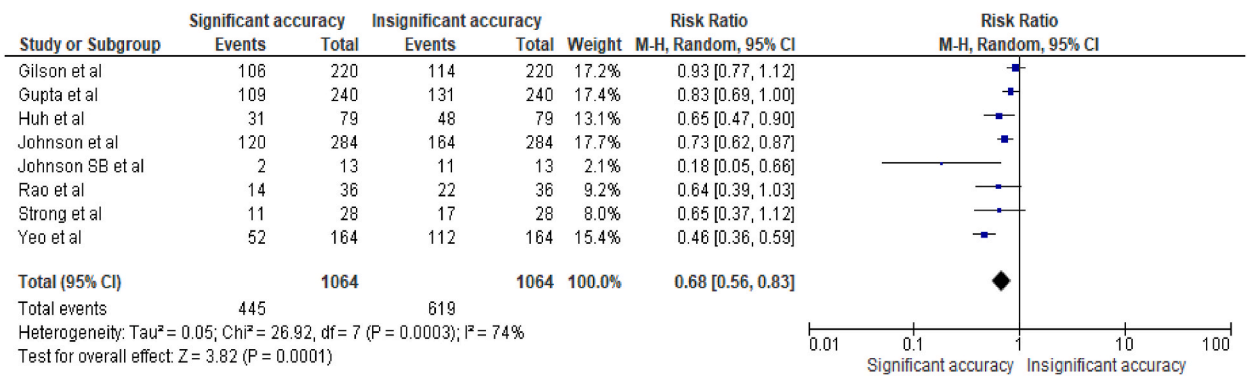 Significant accuracy Insignificant accuracy Risk Ratio Risk Ratio
Study or Subgroup Events Total Events Total Weight M-H, Random, 95% CI M-H, Random, 95% CI
Gilson et al 106 220 114 220 17.2% 0.93 [0.77, 1.12]
Gupta et al 109 240 131 240 17.4% 0.83 [0.69, 1.00]
Huh et al 31 79 48 79 13.1% 0.65 [0.47, 0.90]
Johnson et al 120 284 164 284 17.7% 0.73 [0.62, 0.87]
Johnson SB et al 2 13 11 13 2.1% 0.18 [0.05, 0.66]
Rao et al 14 36 22 36 9.2% 0.64 [0.39, 1.03]
Strong et al 11 28 17 28 8.0% 0.65 [0.37, 1.12]
Yeo et al 52 164 112 164 15.4% 0.46 [0.36, 0.59]
Total (95% CI) 1064 1064 100.0% 0.68 [0.56, 0.83]
Total events 445 619
Heterogeneity: Tau² = 0.05; Chi² = 26.92, df = 7 (P = 0.0003); I² = 74%
Test for overall effect: Z = 3.82 (P = 0.0001)
0.01 0.1 1 10 100
Significant accuracy Insignificant accuracy